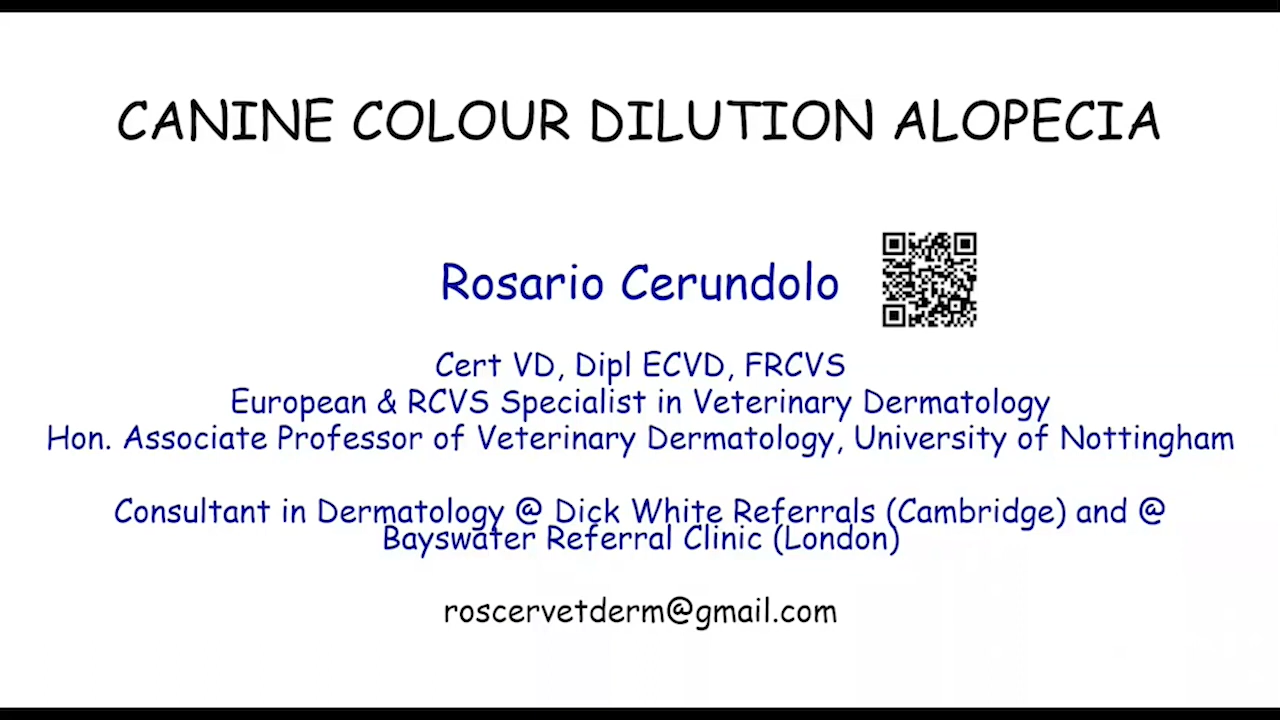 CANINE COLOUR DILUTION ALOPECIA
Rosario Cerundolo
Cert VD, Dipl ECVD, FRCVS
European & RCVS Specialist in Veterinary Dermatology
Hon. Associate Professor of Veterinary Dermatology, University of Nottingham
Consultant in Dermatology @ Dick White Referrals (Cambridge) and @
Bayswater Referral Clinic (London)
roscervetderm@gmail.com